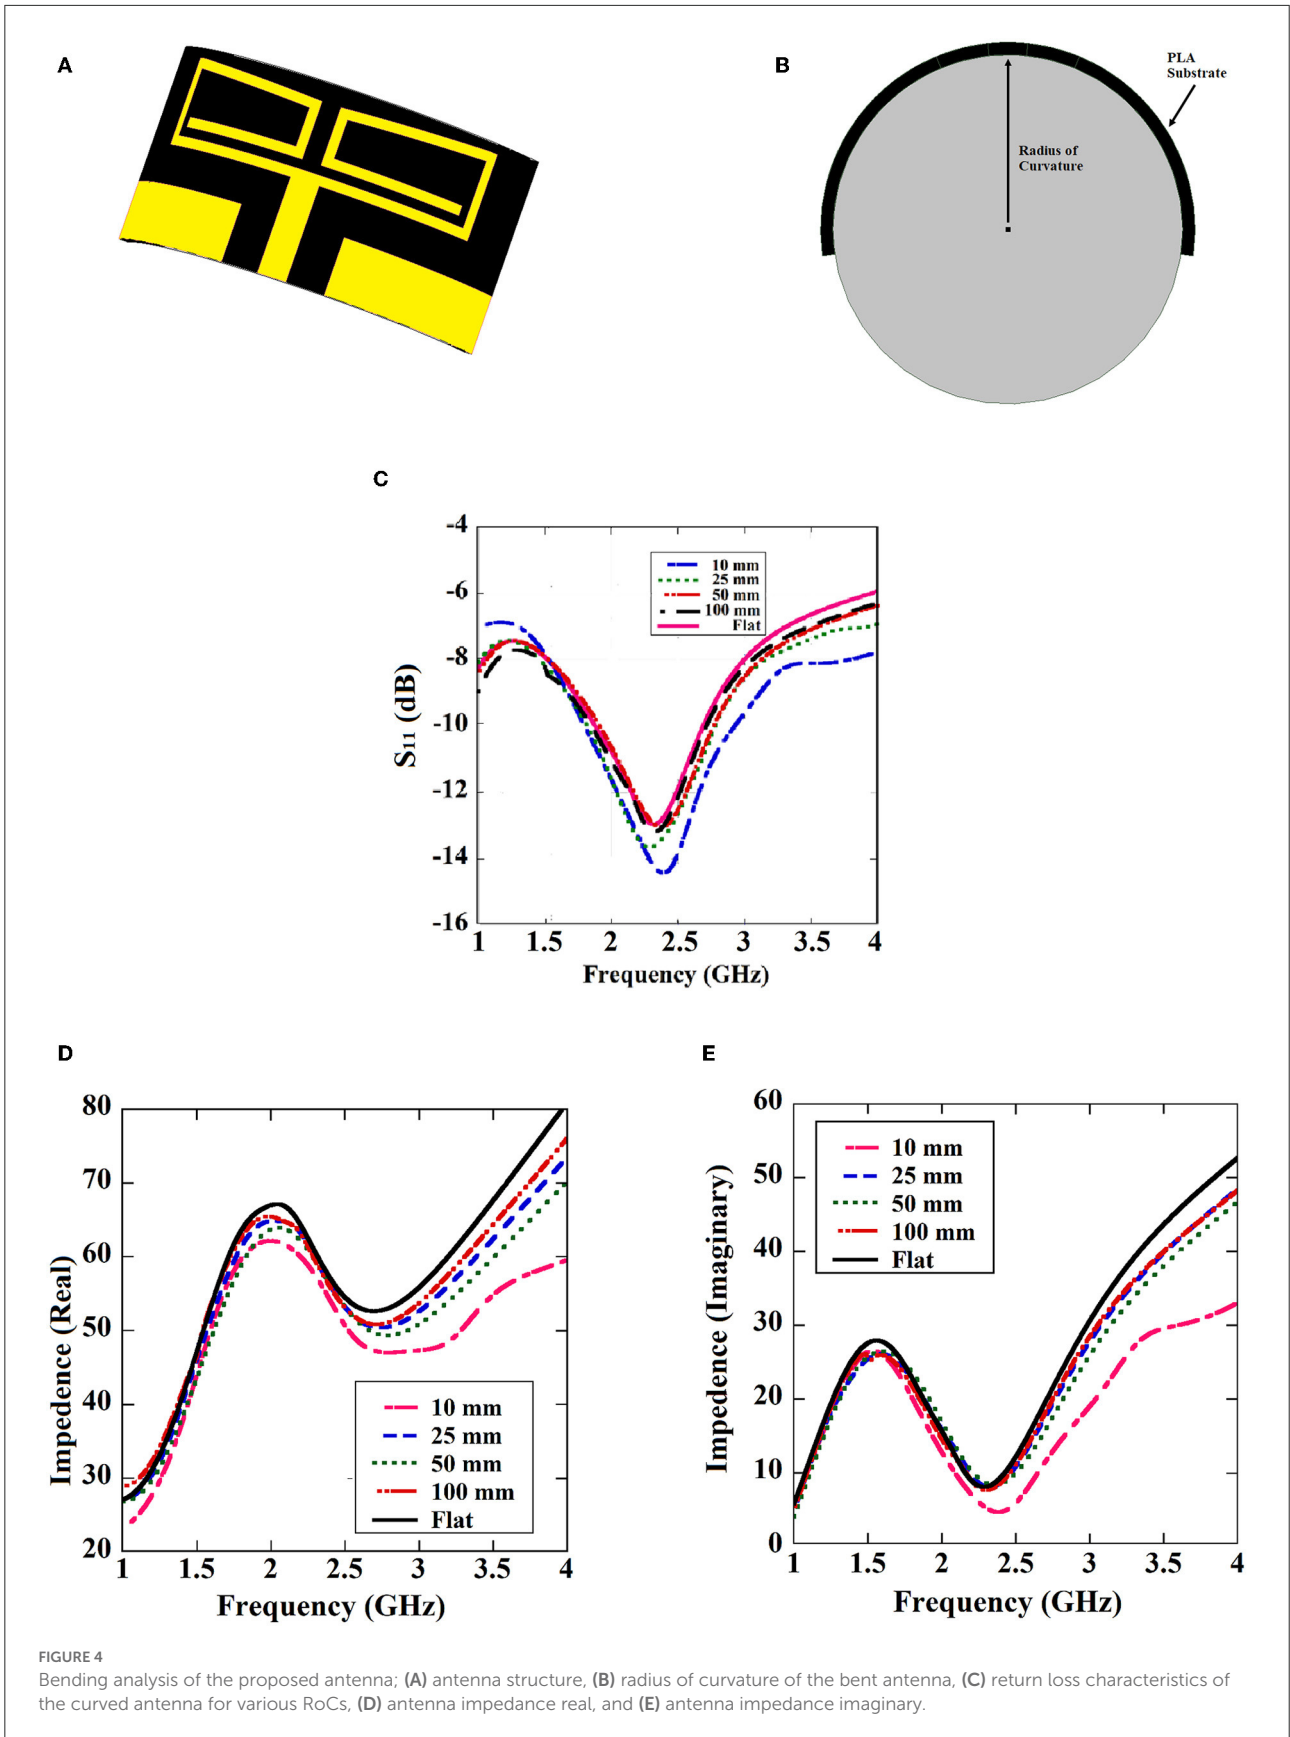 A
B
PLA
Substrate
Radius of
Curvature
C
-4
-6
-8
-10
-12
-14
-16
S11 (dB)
10 mm
25 mm
50 mm
100 mm
Flat
1 1.5 2 2.5 3 3.5 4
Frequency (GHz)
D
80
70
60
50
40
30
20
Impedence (Real)
10 mm
25 mm
50 mm
100 mm
Flat
1 1.5 2 2.5 3 3.5 4
Frequency (GHz)
E
60
50
40
30
20
10
0
Impedence (Imaginary)
10 mm
25 mm
50 mm
100 mm
Flat
1 1.5 2 2.5 3 3.5 4
Frequency (GHz)
FIGURE 4
Bending analysis of the proposed antenna; (A) antenna structure, (B) radius of curvature of the bent antenna, (C) return loss characteristics of
the curved antenna for various RoCs, (D) antenna impedance real, and (E) antenna impedance imaginary.